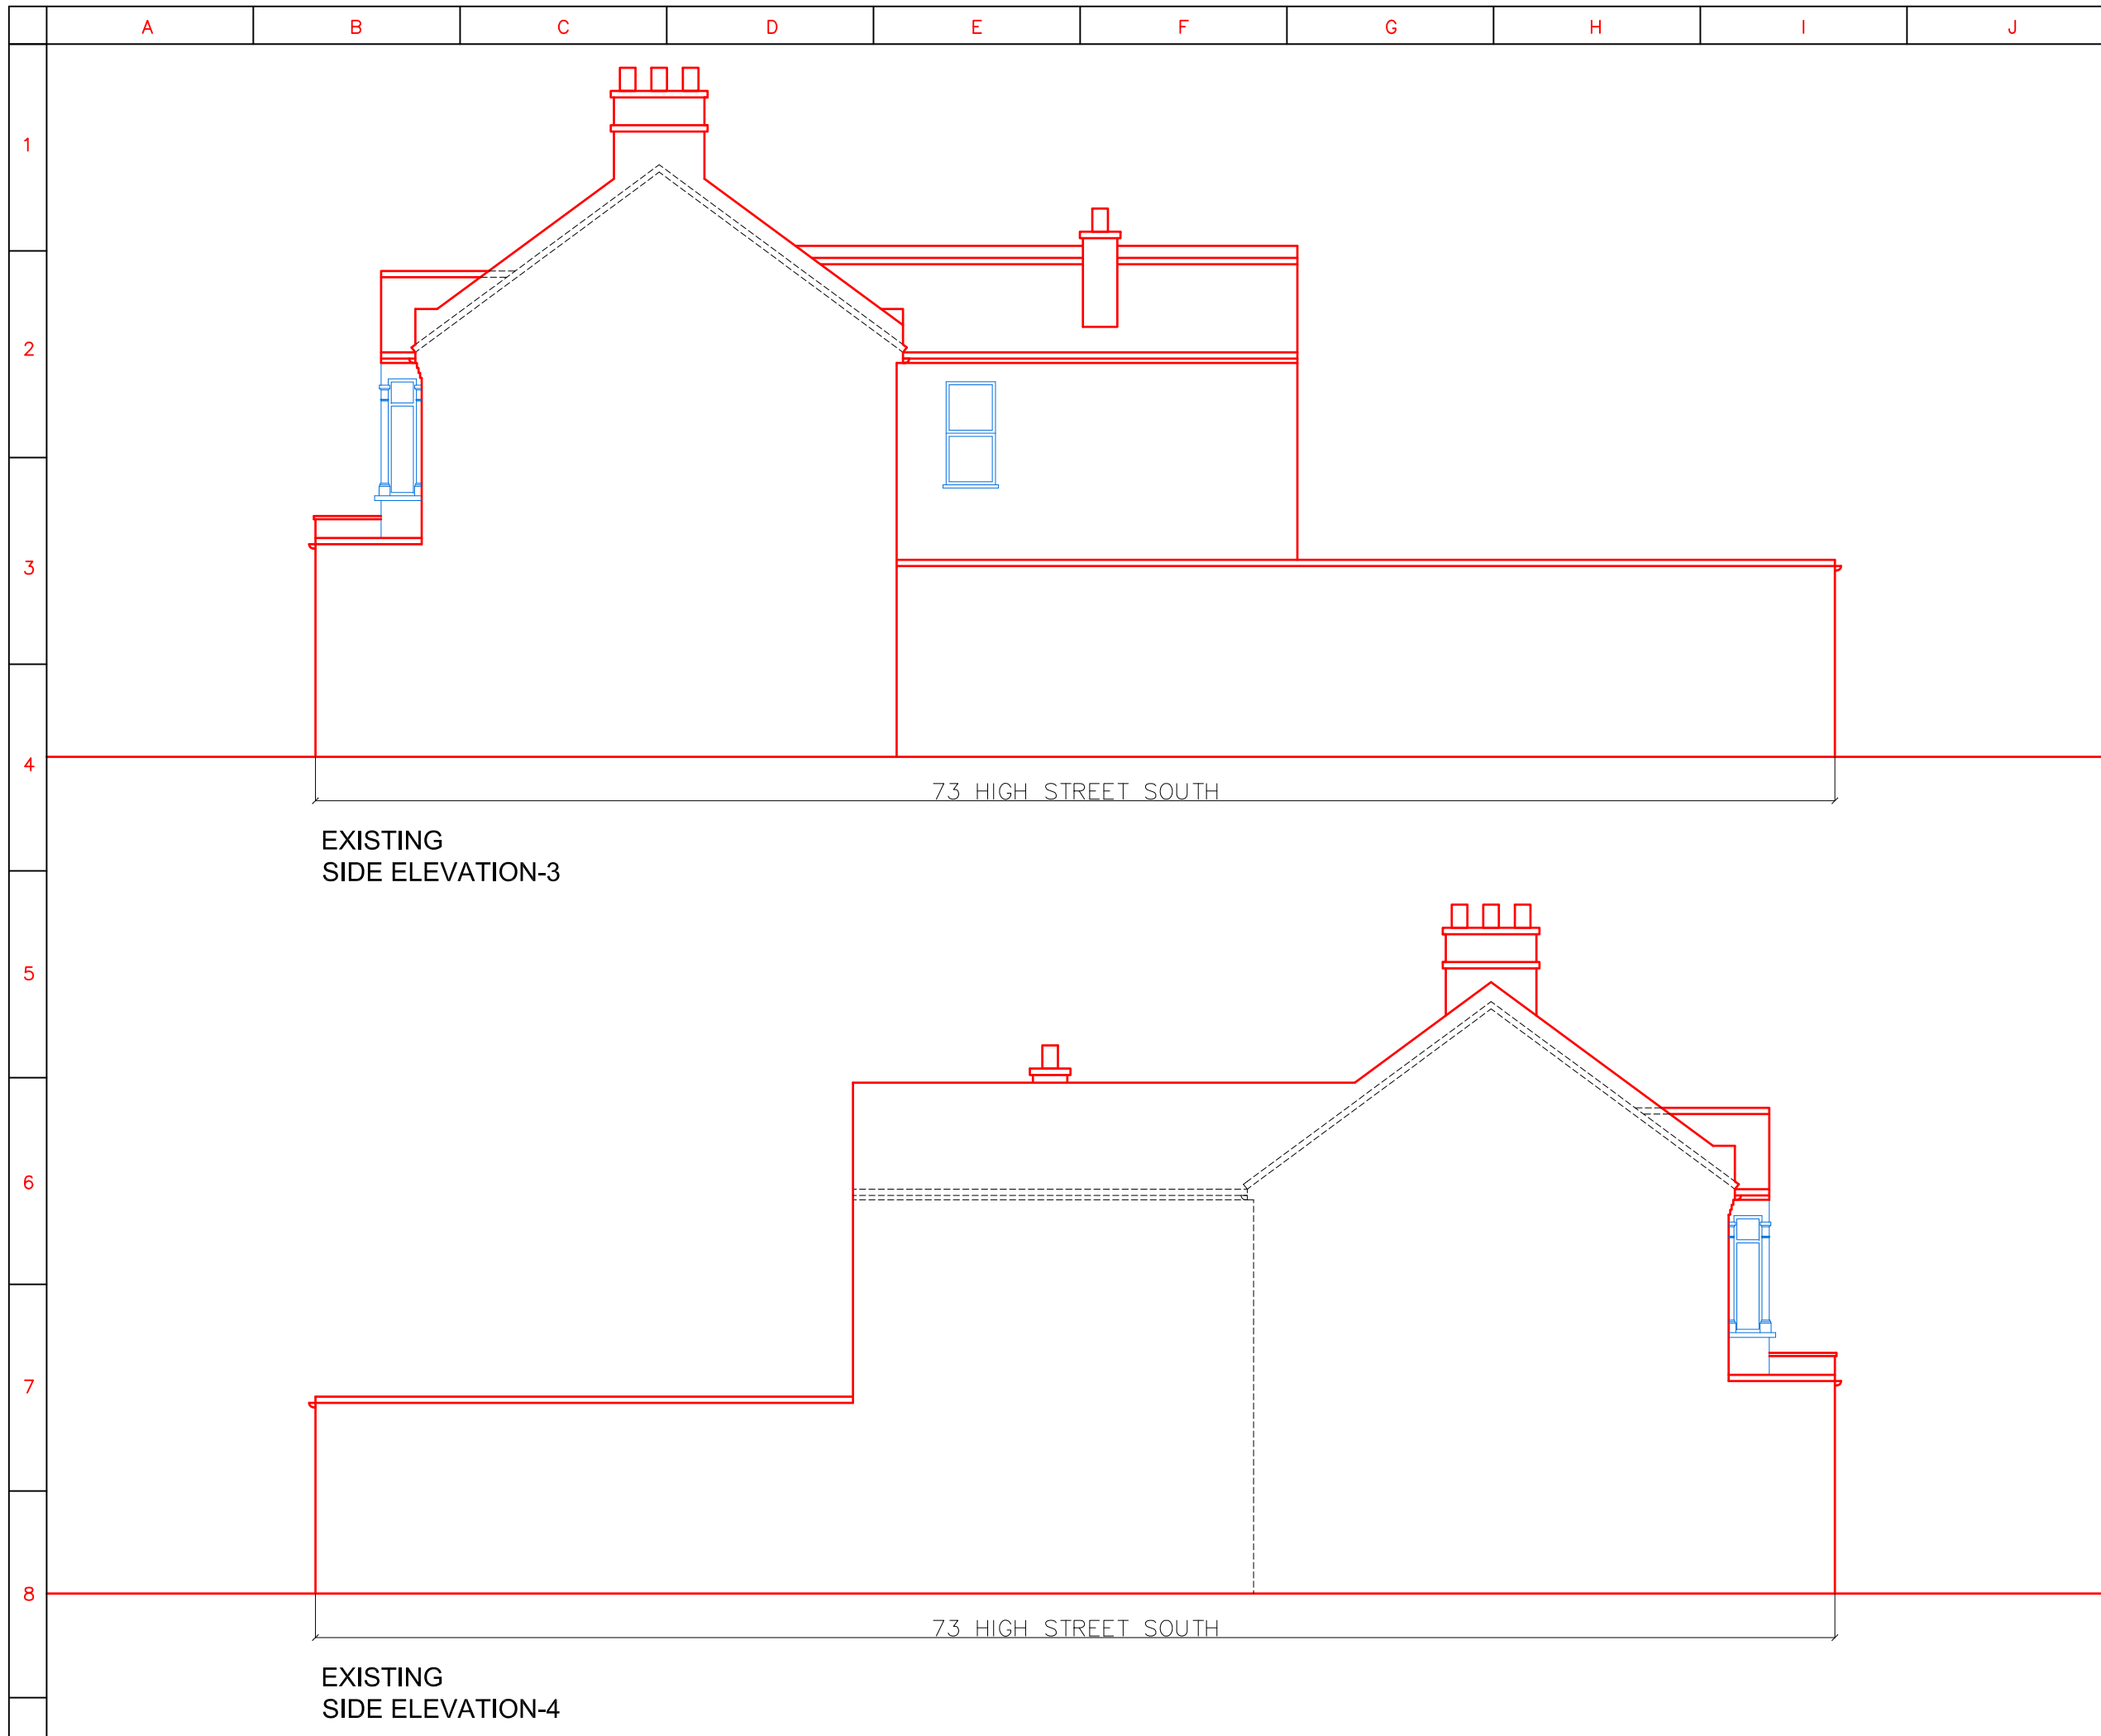 A B C D E F G H I J
1
2
3
4
73 HIGH STREET SOUTH
EXISTING
SIDE ELEVATION-3
5
6
7
8
73 HIGH STREET SOUTH
EXISTING
SIDE ELEVATION-4